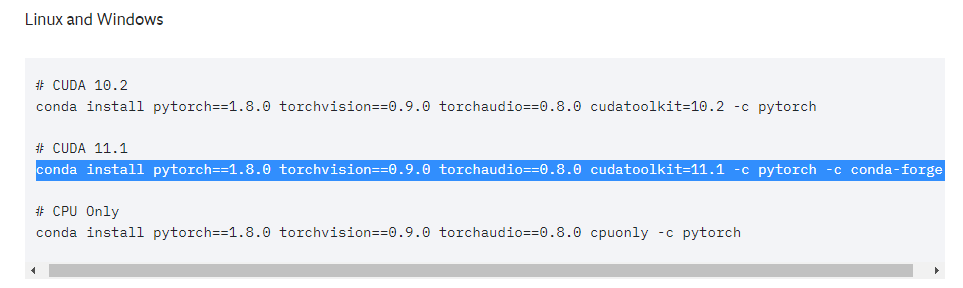 Linux and Windows
# CUDA 10.2
conda install pytorch==1.8.0 torchvision==0.9.0 torchaudio==0.8.0 cudatoolkit=10.2 -c pytorch
# CUDA 11.1
conda install pytorch==1.8.0 torchvision==0.9.0 torchaudio==0.8.0 cudatoolkit=11.1 -c pytorch -c conda-forge
# CPU Only
conda install pytorch==1.8.0 torchvision==0.9.0 torchaudio==0.8.0 cpuonly -c pytorch